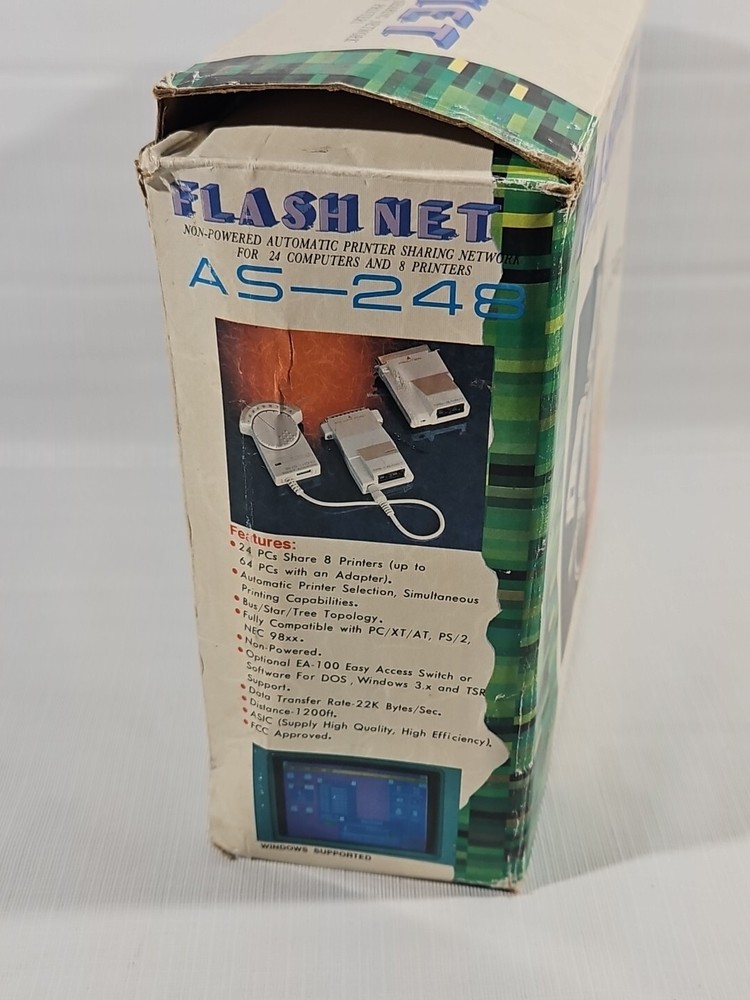 FLASH NET
NON-POWERED AUTOMATIC PRINTER SHARING NETWORK
FOR 24 COMPUTERS AND 8 PRINTERS
AS-248
Features:
• 24 PCs Share 8 Printers (up to
64 PCs with an Adapter).
• Automatic Printer Selection, Simultaneous
Printing Capabilities.
• Bus/Star/Tree Topology.
• Fully Compatible with PC/XT/AT, PS/2,
NEC 98xx.
• Non-Powered.
• Optional EA-100 Easy Access Switch or
Software For DOS, Windows 3.x and TSR
Support.
• Data Transfer Rate-22K Bytes/Sec.
• Distance-1200ft.
• ASIC (Supply High Quality, High Efficiency).
• FCC Approved.
WINDOWS SUPPORTED